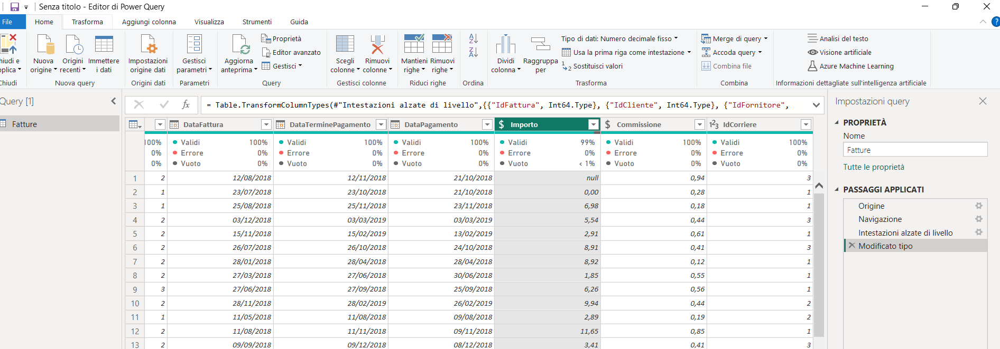 Senza titolo - Editor di Power Query
File Home Trasforma Aggiungi colonna Visualizza Strumenti Guida
Nuova origine
Origini recenti
Immettere i dati
Nuova query
Impostazioni origine dati
Origini dati
Gestisci parametri
Parametri
Aggiorna anteprima
Proprietà
Editor avanzato
Gestisci
Query
Scegli colonne
Rimuovi colonne
Gestisci colonne
Mantieni righe
Rimuovi righe
Riduci righe
Ordina
Dividi colonna
Raggruppa per
Tipo di dati: Numero decimale fisso
Usa la prima riga come intestazione
Sostituisci valori
Trasforma
Merge di query
Accoda query
Combina file
Combina
Analisi del testo
Visione artificiale
Azure Machine Learning
Informazioni dettagliate sull'intelligenza artificiale
Query [1]
Fatture
= Table.TransformColumnTypes(#"Intestazioni alzate di livello",{{"IdFattura", Int64.Type}, {"IdCliente", Int64.Type}, {"IdFornitore",
DataFattura DataTerminePagamento DataPagamento $ Importo $ Commissione 123 IdCorriere
100% Validi 100% Validi 100% Validi 100% Validi 99% Validi 100% Validi 100%
0% Errore 0% Errore 0% Errore 0% Errore 0% Errore 0% Errore 0%
0% Vuoto 0% Vuoto 0% Vuoto 0% Vuoto < 1% Vuoto 0% Vuoto 0%
1 2 12/08/2018 12/11/2018 21/10/2018 null 0,94 3
2 1 23/07/2018 23/10/2018 21/10/2018 0,00 0,28 1
3 1 25/08/2018 25/11/2018 23/11/2018 6,98 0,18 1
4 2 03/12/2018 03/03/2019 03/03/2019 5,54 0,44 3
5 2 15/11/2018 15/02/2019 13/02/2019 2,91 0,61 1
6 2 26/07/2018 26/10/2018 24/10/2018 8,91 0,41 3
7 2 28/01/2018 28/04/2018 28/04/2018 8,92 0,12 1
8 2 27/03/2018 27/06/2018 30/06/2018 1,85 0,55 1
9 3 27/06/2018 27/09/2018 25/09/2018 6,26 0,56 1
10 2 28/11/2018 28/02/2019 26/02/2019 9,94 0,44 2
11 1 11/05/2018 11/08/2018 09/08/2018 2,89 0,19 2
12 2 11/08/2018 11/11/2018 09/11/2018 11,65 0,85 1
13 2 09/09/2018 09/12/2018 08/12/2018 3,41 0,41 3
Impostazioni query
PROPRIETÀ
Nome
Fatture
Tutte le proprietà
PASSAGGI APPLICATI
Origine
Navigazione
Intestazioni alzate di livello
Modificato tipo